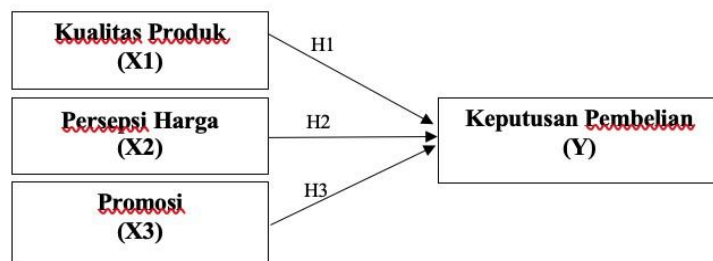 Kualitas Produk
(X1)
H1
Persepsi Harga
(X2)
H2
Keputusan Pembelian
(Y)
Promosi
(X3)
H3